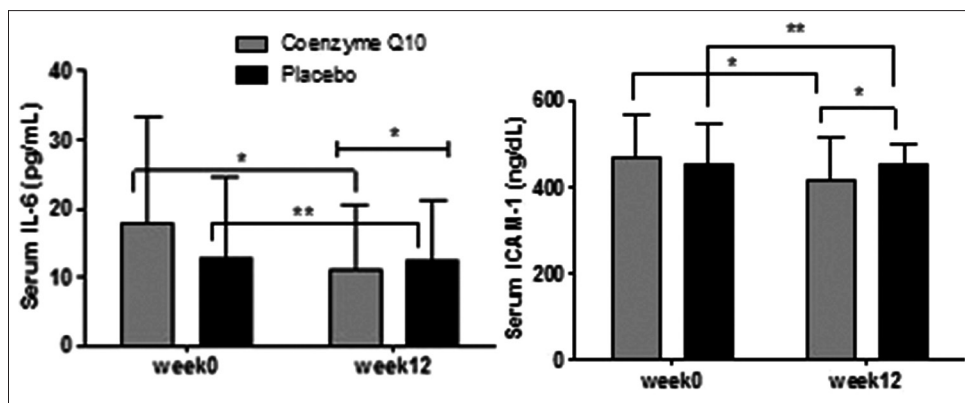 Coenzyme Q10
Placebo
Serum IL-6 (pg/mL)
40
30
20
10
0
*
*
**
week0
week12
Serum ICAM-1 (ng/dL)
600
400
200
0
**
*
*
week0
week12